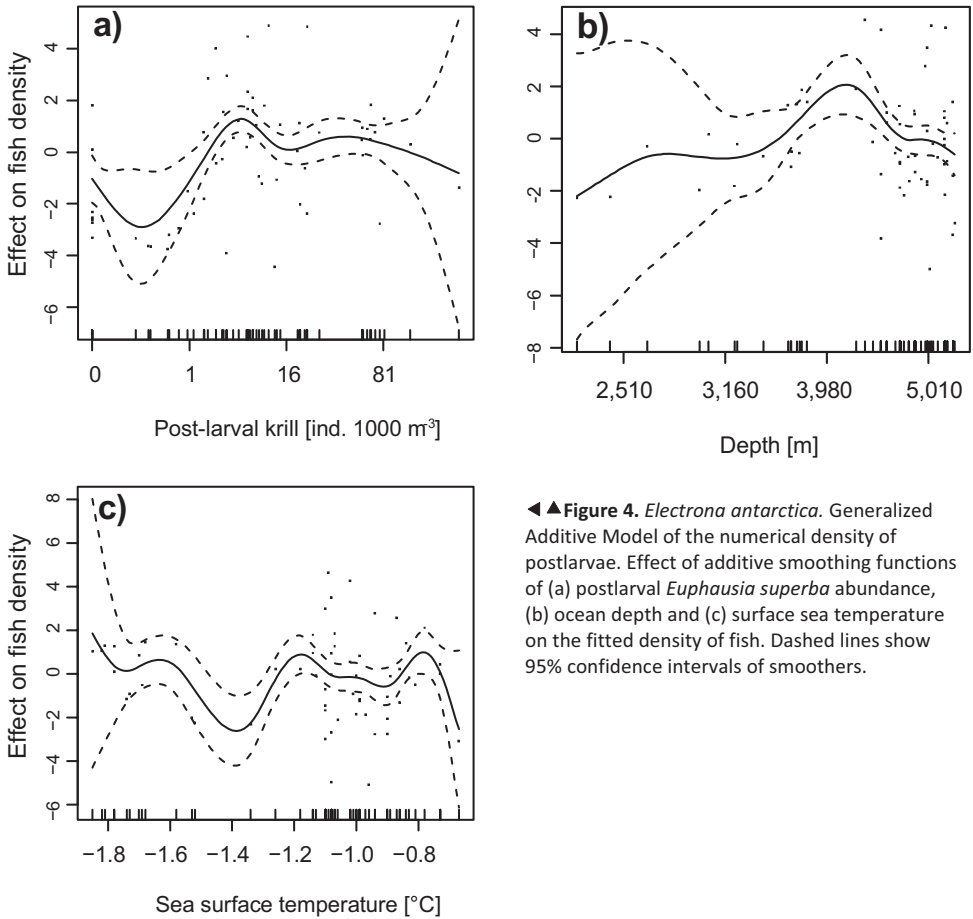 a)
Effect on fish density
4
2
0
−2
−4
−6
0 1 16 81
Post-larval krill [ind. 1000 m⁻³]
b)
4
2
0
−2
−4
−6
−8
2,510 3,160 3,980 5,010
Depth [m]
c)
Effect on fish density
8
6
4
2
0
−2
−4
−6
−1.8 −1.6 −1.4 −1.2 −1.0 −0.8
Sea surface temperature [°C]
◄▲Figure 4. Electrona antarctica. Generalized
Additive Model of the numerical density of
postlarvae. Effect of additive smoothing functions
of (a) postlarval Euphausia superba abundance,
(b) ocean depth and (c) surface sea temperature
on the fitted density of fish. Dashed lines show
95% confidence intervals of smoothers.